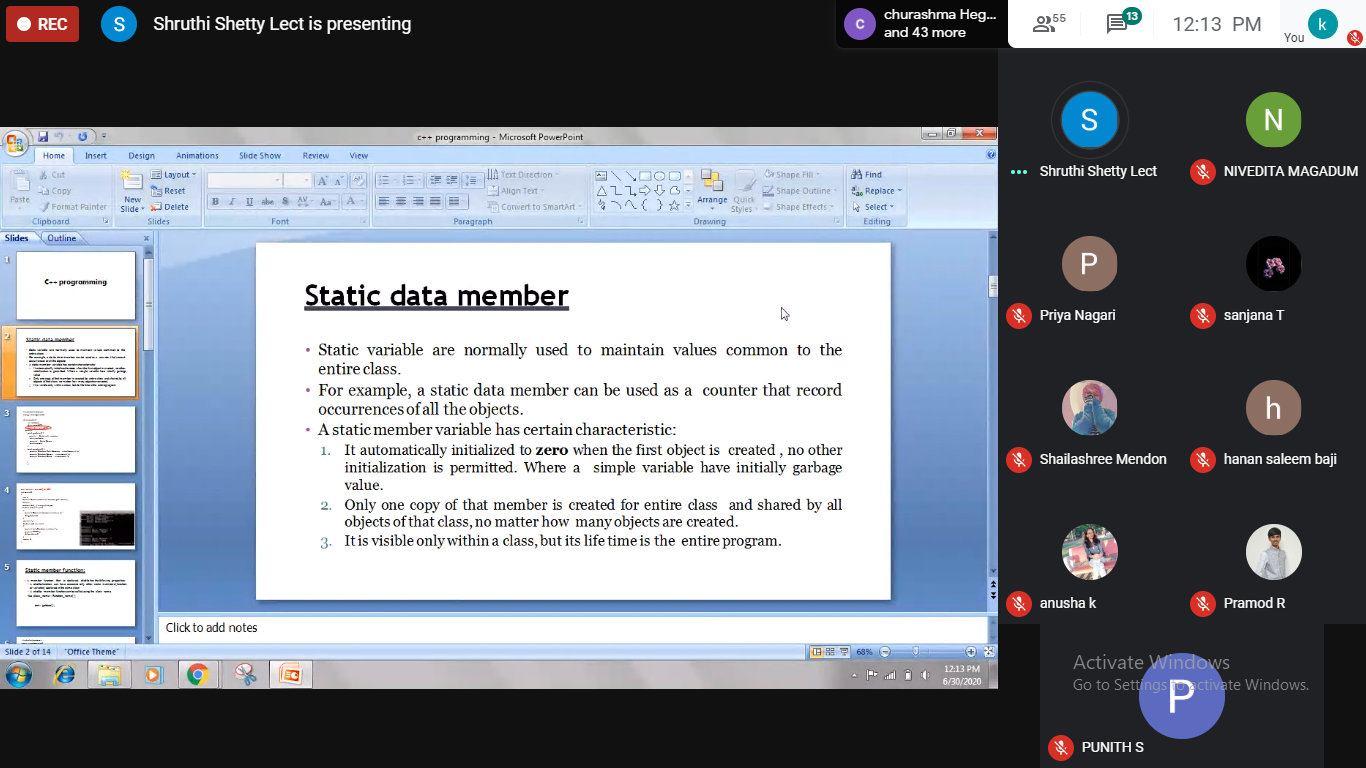 REC
S
Shruthi Shetty Lect is presenting
c
churashma Heg...
and 43 more
55
13
12:13 PM
You
k
c++ programming - Microsoft PowerPoint
Home Insert Design Animations Slide Show Review View
Paste
Cut
Copy
Format Painter
Clipboard
New
Slide
Layout
Reset
Delete
Slides
B I U abc S AV Aa A
Font
Text Direction
Align Text
Convert to SmartArt
Paragraph
Arrange
Quick
Styles
Shape Fill
Shape Outline
Shape Effects
Drawing
Find
Replace
Select
Editing
Slides Outline
1
C++ programming
2
Static data member
3
4
5
Static member function:
Static data member
• Static variable are normally used to maintain values common to the
entire class.
• For example, a static data member can be used as a counter that record
occurrences of all the objects.
• A static member variable has certain characteristic:
1. It automatically initialized to zero when the first object is created , no other
initialization is permitted. Where a simple variable have initially garbage
value.
2. Only one copy of that member is created for entire class and shared by all
objects of that class, no matter how many objects are created.
3. It is visible only within a class, but its life time is the entire program.
Click to add notes
Slide 2 of 14 "Office Theme" 68%
12:13 PM
6/30/2020
S
Shruthi Shetty Lect
N
NIVEDITA MAGADUM
P
Priya Nagari
sanjana T
Shailashree Mendon
h
hanan saleem baji
anusha k
Pramod R
Activate Windows
Go to Settings to activate Windows.
P
PUNITH S